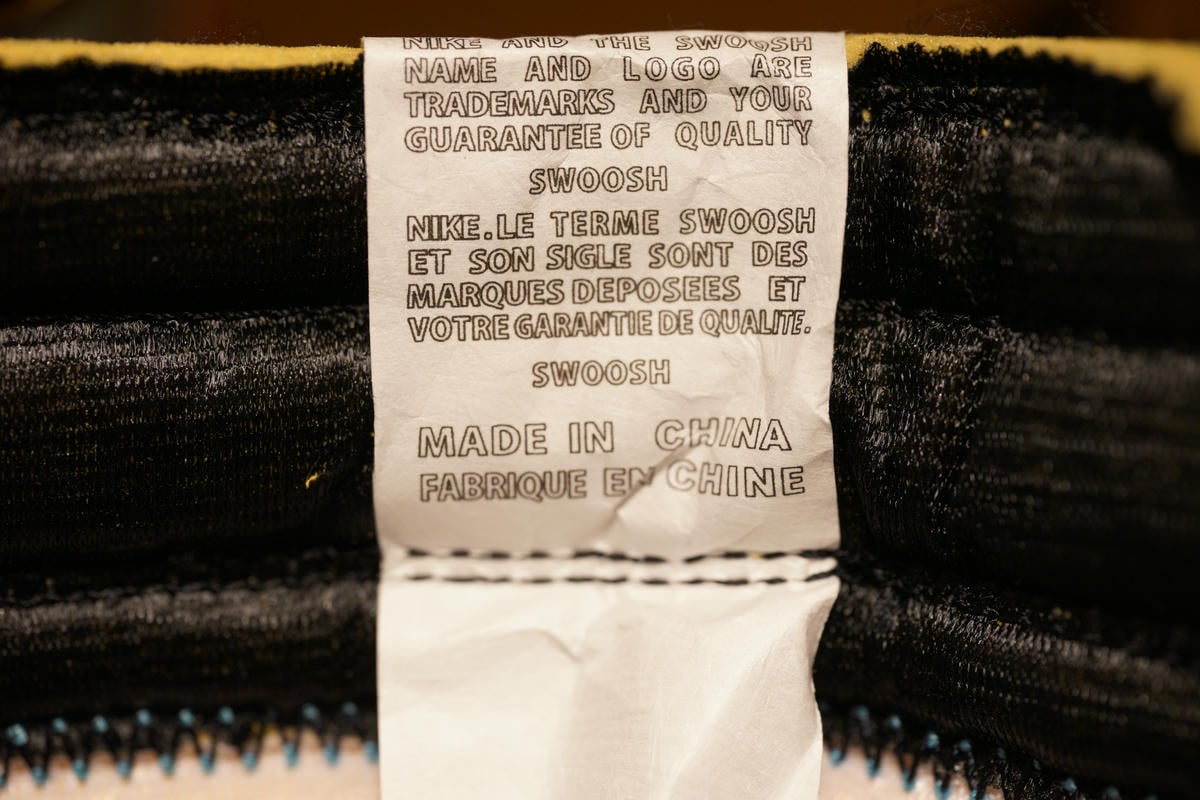 NIKE AND THE SWOOSH
NAME AND LOGO ARE
TRADEMARKS AND YOUR
GUARANTEE OF QUALITY
SWOOSH
NIKE.LE TERME SWOOSH
ET SON SIGLE SONT DES
MARQUES DEPOSEES ET
VOTRE GARANTIE DE QUALITE.
SWOOSH
MADE IN CHINA
FABRIQUE EN CHINE